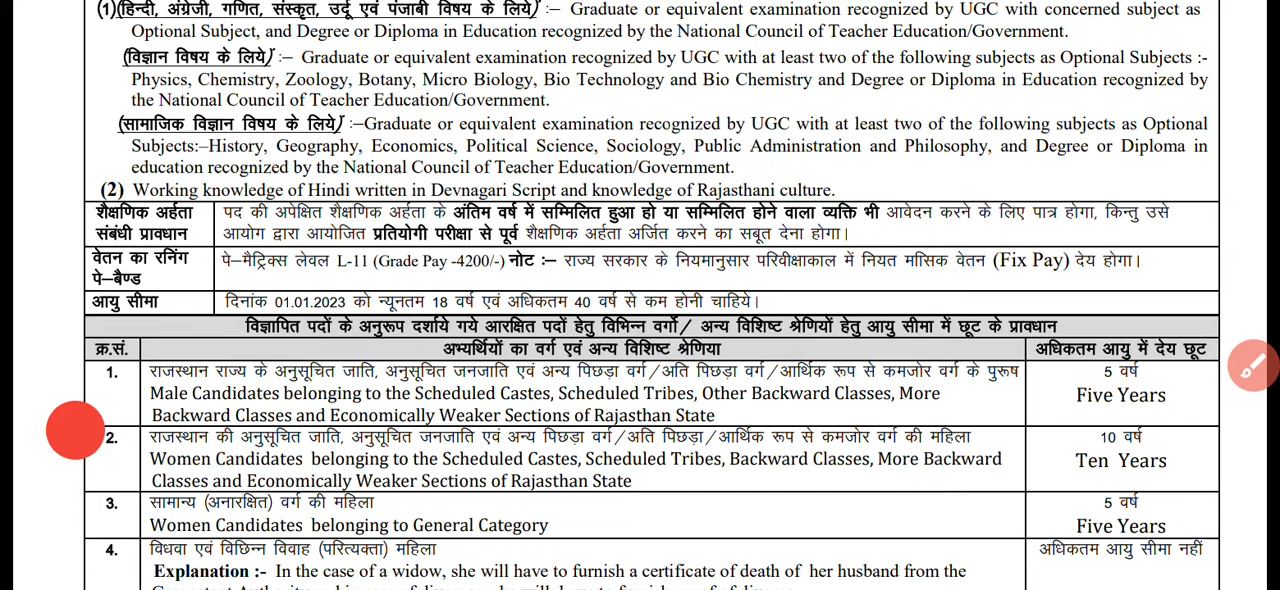 (1)(हिन्दी, अंग्रेजी, गणित, संस्कृत, उर्दू एवं पंजाबी विषय के लिये) :– Graduate or equivalent examination recognized by UGC with concerned subject as
Optional Subject, and Degree or Diploma in Education recognized by the National Council of Teacher Education/Government.
(विज्ञान विषय के लिये) :– Graduate or equivalent examination recognized by UGC with at least two of the following subjects as Optional Subjects :-
Physics, Chemistry, Zoology, Botany, Micro Biology, Bio Technology and Bio Chemistry and Degree or Diploma in Education recognized by
the National Council of Teacher Education/Government.
(सामाजिक विज्ञान विषय के लिये) :–Graduate or equivalent examination recognized by UGC with at least two of the following subjects as Optional
Subjects:–History, Geography, Economics, Political Science, Sociology, Public Administration and Philosophy, and Degree or Diploma in
education recognized by the National Council of Teacher Education/Government.
(2) Working knowledge of Hindi written in Devnagari Script and knowledge of Rajasthani culture.
शैक्षणिक अर्हता संबंधी प्रावधान
पद की अपेक्षित शैक्षणिक अर्हता के अंतिम वर्ष में सम्मिलित हुआ हो या सम्मिलित होने वाला व्यक्ति भी आवेदन करने के लिए पात्र होगा, किन्तु उसे
आयोग द्वारा आयोजित प्रतियोगी परीक्षा से पूर्व शैक्षणिक अर्हता अर्जित करने का सबूत देना होगा।
वेतन का रनिंग पे–बैण्ड
पे–मैट्रिक्स लेवल L-11 (Grade Pay -4200/-) नोट :– राज्य सरकार के नियमानुसार परिवीक्षाकाल में नियत मासिक वेतन (Fix Pay) देय होगा।
आयु सीमा दिनांक 01.01.2023 को न्यूनतम 18 वर्ष एवं अधिकतम 40 वर्ष से कम होनी चाहिये।
विज्ञापित पदों के अनुरूप दर्शाये गये आरक्षित पदों हेतु विभिन्न वर्गो/ अन्य विशिष्ट श्रेणियों हेतु आयु सीमा में छूट के प्रावधान
क्र.सं. अभ्यर्थियों का वर्ग एवं अन्य विशिष्ट श्रेणिया अधिकतम आयु में देय छूट
1. राजस्थान राज्य के अनुसूचित जाति, अनुसूचित जनजाति एवं अन्य पिछड़ा वर्ग/अति पिछड़ा वर्ग/आर्थिक रूप से कमजोर वर्ग के पुरूष 5 वर्ष
Male Candidates belonging to the Scheduled Castes, Scheduled Tribes, Other Backward Classes, More Five Years
Backward Classes and Economically Weaker Sections of Rajasthan State
2. राजस्थान की अनुसूचित जाति, अनुसूचित जनजाति एवं अन्य पिछड़ा वर्ग/अति पिछड़ा/आर्थिक रूप से कमजोर वर्ग की महिला 10 वर्ष
Women Candidates belonging to the Scheduled Castes, Scheduled Tribes, Backward Classes, More Backward Ten Years
Classes and Economically Weaker Sections of Rajasthan State
3. सामान्य (अनारक्षित) वर्ग की महिला 5 वर्ष
Women Candidates belonging to General Category Five Years
4. विधवा एवं विछिन्न विवाह (परित्यक्ता) महिला अधिकतम आयु सीमा नहीं
Explanation :- In the case of a widow, she will have to furnish a certificate of death of her husband from the